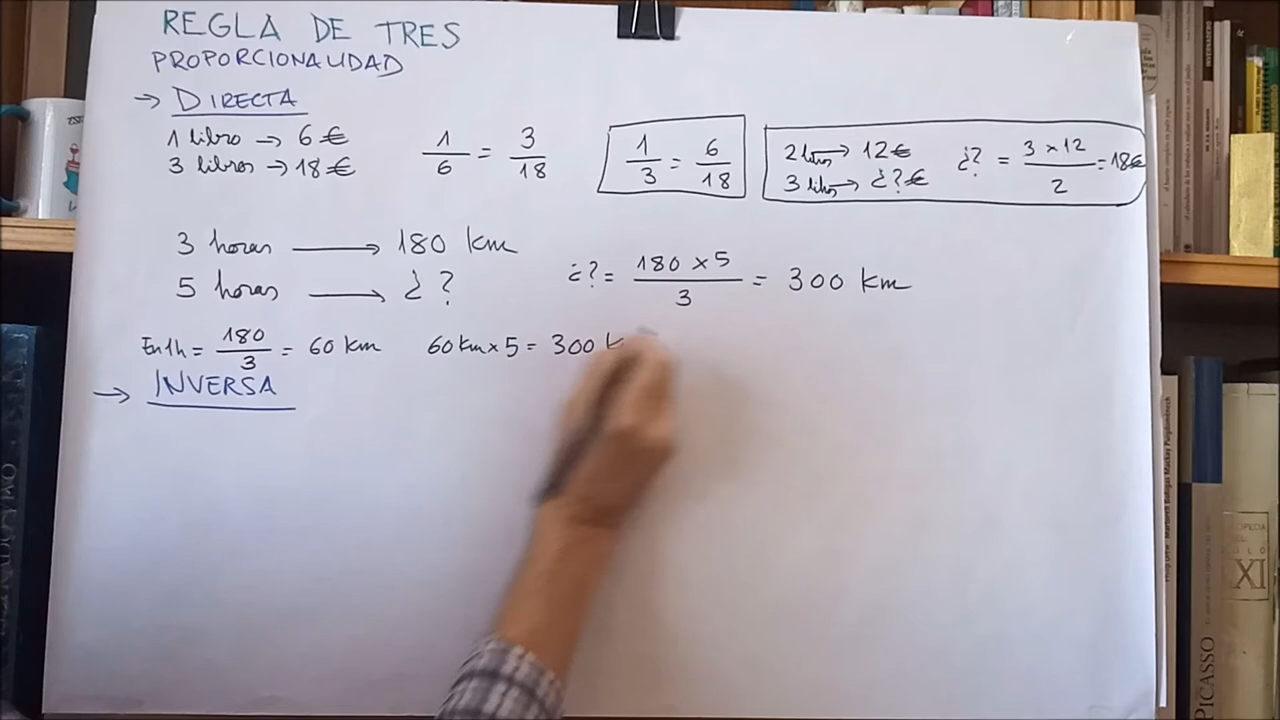 REGLA DE TRES
PROPORCIONALIDAD
→ DIRECTA
1 libro → 6 €
3 libros → 18 €
1/6 = 3/18
1/3 = 6/18
2 libros → 12 €
3 libros → ¿? €
¿? = 3 × 12 / 2 = 18 €
3 horas → 180 km
5 horas → ¿?
¿? = 180 × 5 / 3 = 300 km
En 1h = 180 / 3 = 60 km 60 km × 5 = 300 k
→ INVERSA
PICASSO
XI